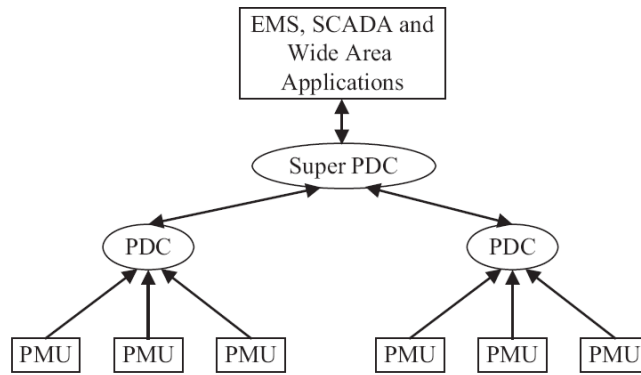 EMS, SCADA and
Wide Area
Applications
Super PDC
PDC
PDC
PMU
PMU
PMU
PMU
PMU
PMU